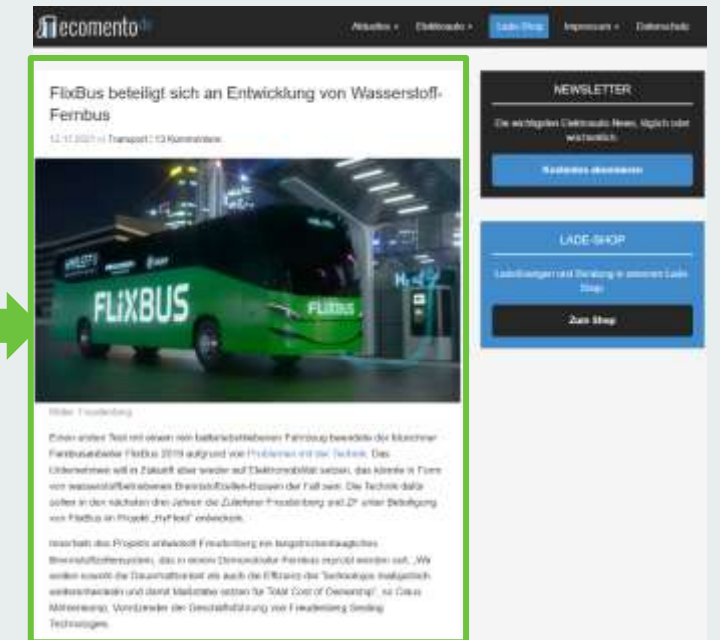 ecomento.de
Aktuelles Elektroauto Lade-Shop Impressum Datenschutz
FlixBus beteiligt sich an Entwicklung von Wasserstoff-
Fernbus
12.11.2021 in Transport | 13 Kommentare
FLiXBUS
FLiXBUS
H₂
Bilder: Freudenberg
Einen ersten Test mit einem rein batteriebetriebenen Fahrzeug beendete der Münchner
Fernbusanbieter FlixBus 2019 aufgrund von Problemen mit der Technik. Das
Unternehmen will in Zukunft aber wieder auf Elektromobilität setzen, das könnte in Form
von wasserstoffbetriebenen Brennstoffzellen-Bussen der Fall sein. Die Technik dafür
sollen in den nächsten drei Jahren die Zulieferer Freudenberg und ZF unter Beteiligung
von FlixBus im Projekt „HyFleet“ entwickeln.
Innerhalb des Projekts entwickelt Freudenberg ein langstreckentaugliches
Brennstoffzellensystem, das in einem Demonstrator-Fernbus erprobt werden soll. „Wir
wollen sowohl die Dauerhaltbarkeit als auch die Effizienz der Technologie maßgeblich
weiterentwickeln und damit Maßstäbe setzen für Total Cost of Ownership“, so Claus
Möhlenkamp, Vorsitzender der Geschäftsführung von Freudenberg Sealing
Technologies.
NEWSLETTER
Die wichtigsten Elektroauto-News, täglich oder
wöchentlich.
Kostenlos abonnieren
LADE-SHOP
Ladelösungen und Beratung in unserem Lade-
Shop.
Zum Shop